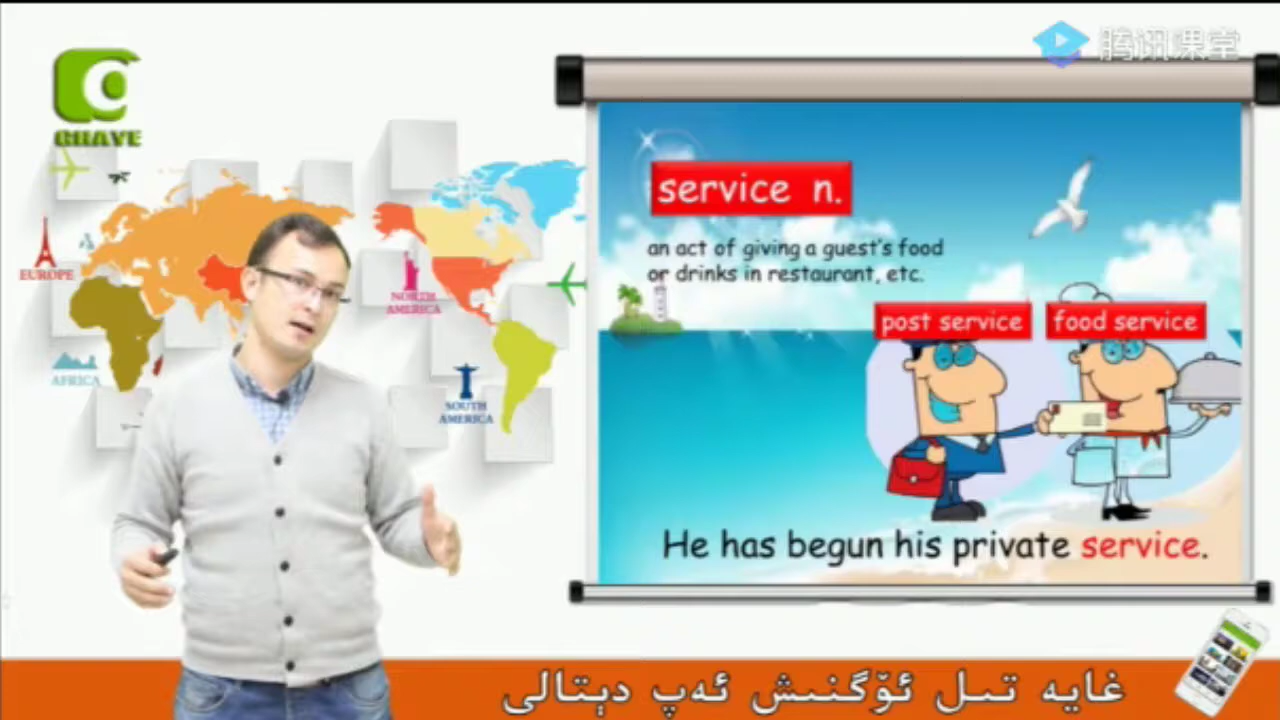 腾讯课堂
GHAYE
service n.
an act of giving a guest's food
or drinks in restaurant, etc.
post service
food service
He has begun his private service.
EUROPE
NORTH
AMERICA
AFRICA
SOUTH
AMERICA
غايە تىل ئۆگىنىش ئەپ دېتالى